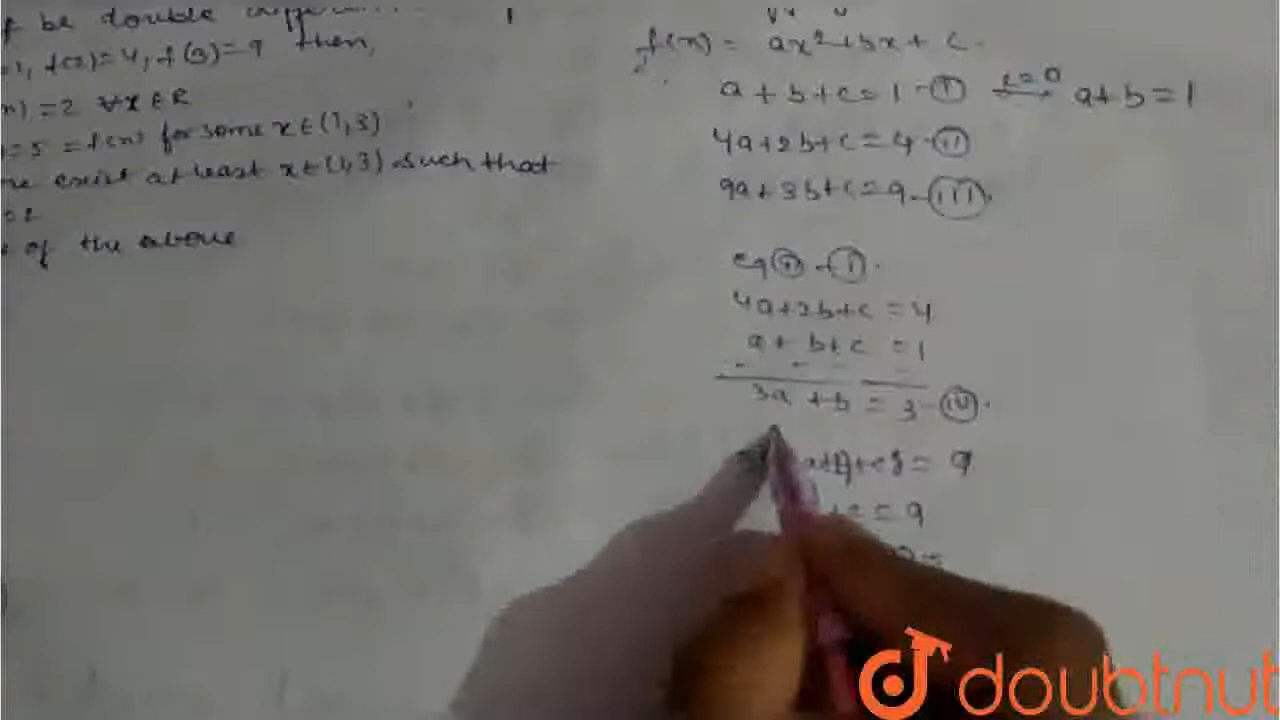 f be double
=1, f(2)=4, f(3)=9 then,
n) =2 ∀x ∈ R
)=5 = f(n) for some x ∈ (1,3)
re exist at least x ∈ (1,3) such that
=2
of the above
f(n) = ax²+bx+c.
a+b+c=1-(i) c=0 a+b=1
4a+2b+c=4-(ii)
9a+3b+c=9-(iii).
eq (ii) - (i).
4a+2b+c=4
a+b+c=1
- - - -
3a+b=3-(iv).
= 9
+c=9
doubtnut